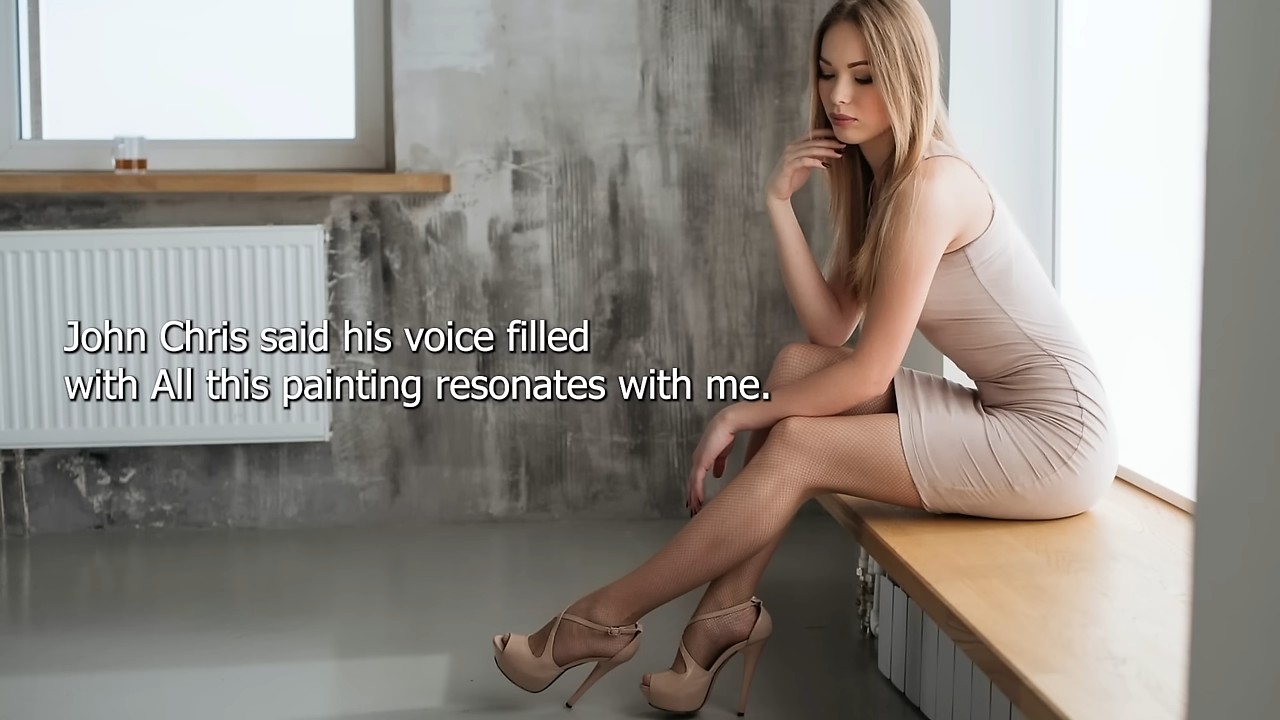 John Chris said his voice filled
with All this painting resonates with me.